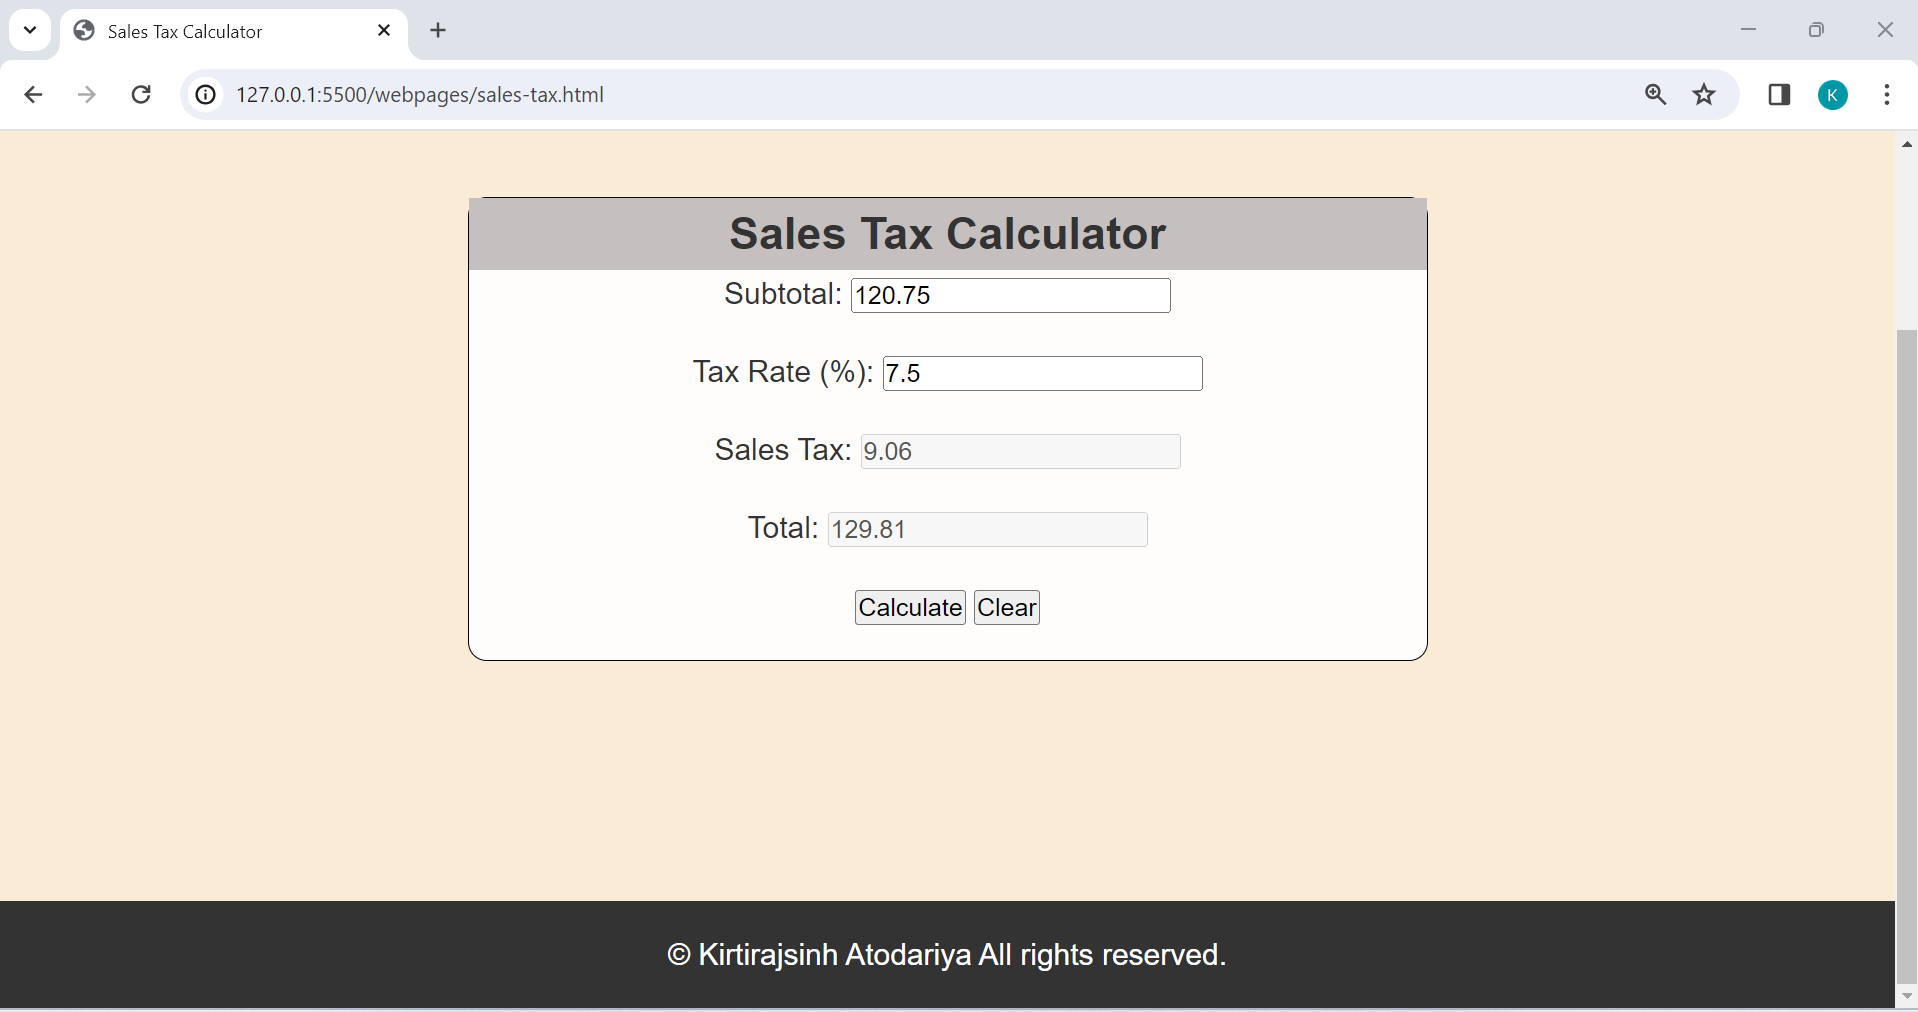 Sales Tax Calculator
127.0.0.1:5500/webpages/sales-tax.html
K
Sales Tax Calculator
Subtotal: 120.75
Tax Rate (%): 7.5
Sales Tax: 9.06
Total: 129.81
Calculate Clear
© Kirtirajsinh Atodariya All rights reserved.